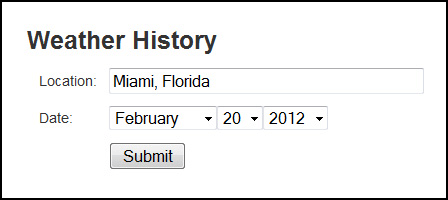 Weather History
Location: Miami, Florida
Date: February 20 2012
Submit